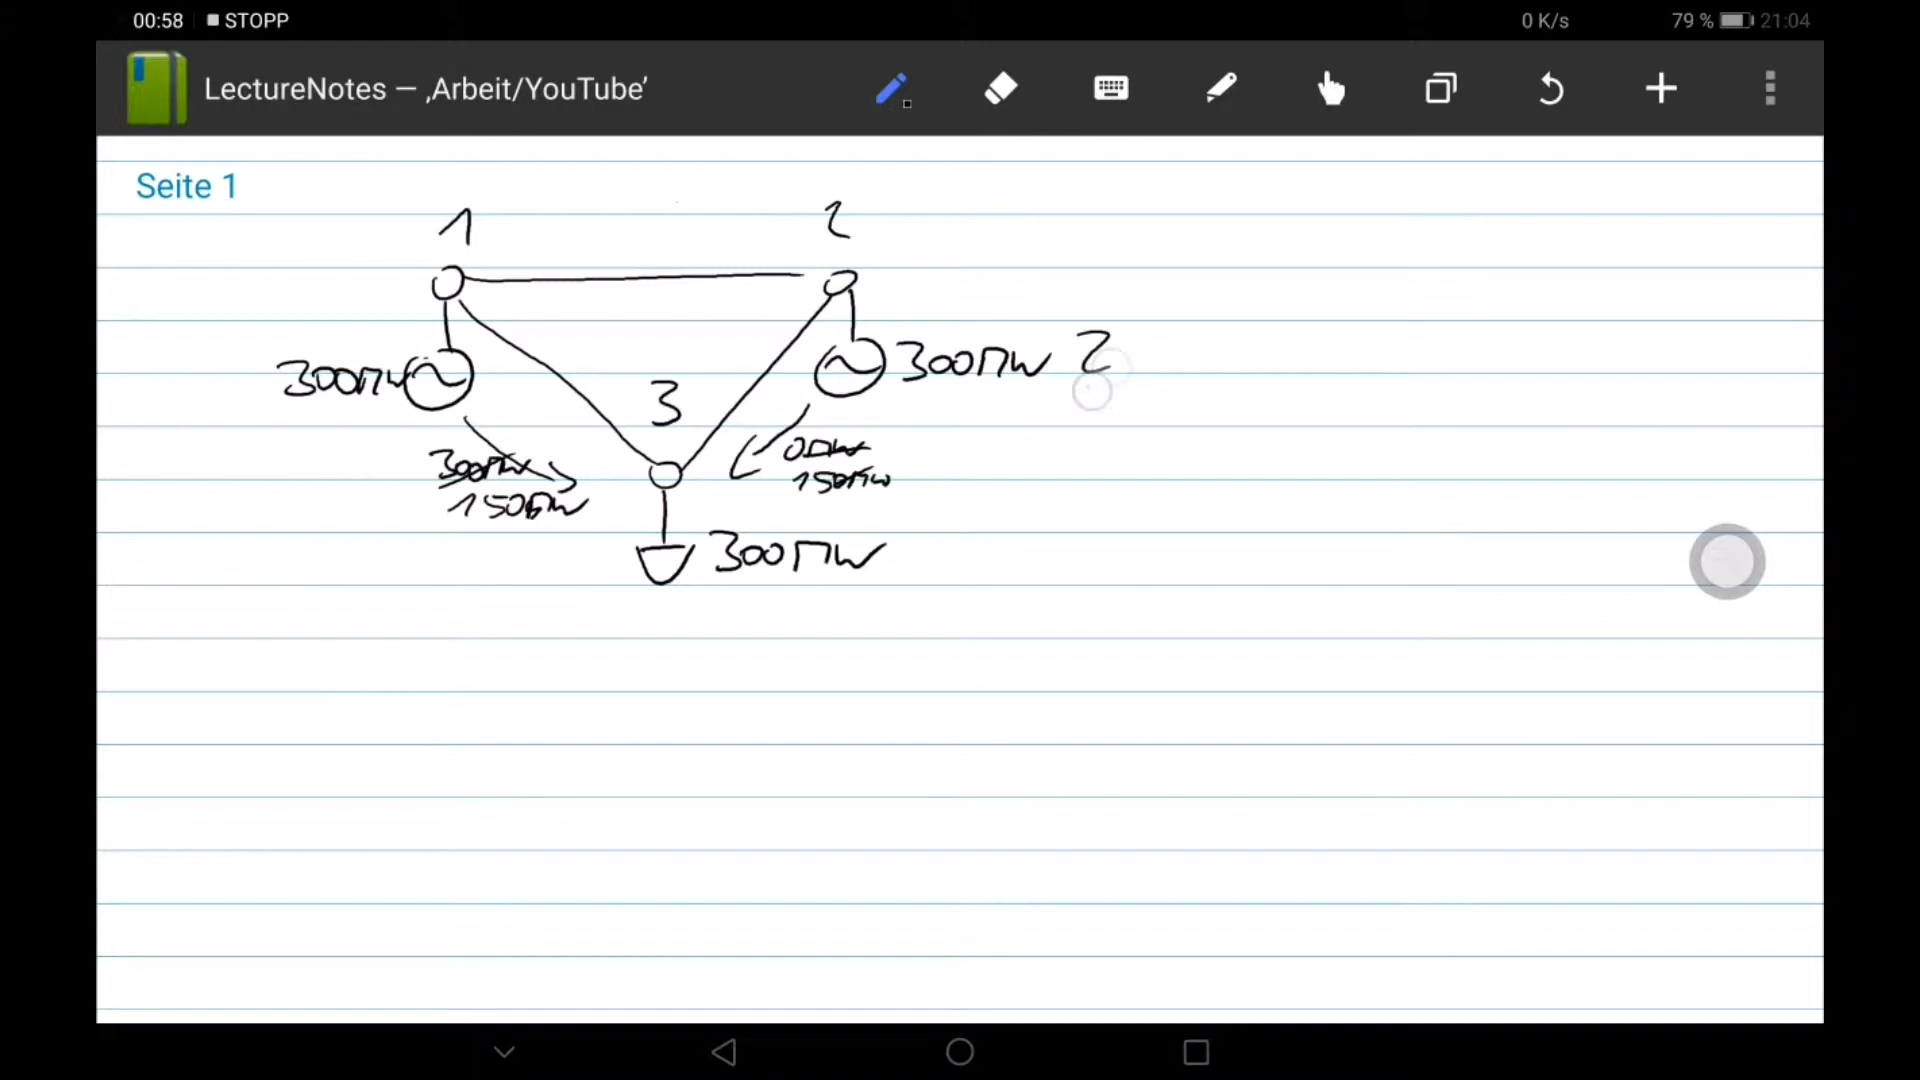 00:58 STOPP 0 K/s 79 % 21:04
LectureNotes — ‚Arbeit/YouTube’
Seite 1
1 2
300MW 300MW 2
3
300MW 0MW
150MW 150MW
300MW